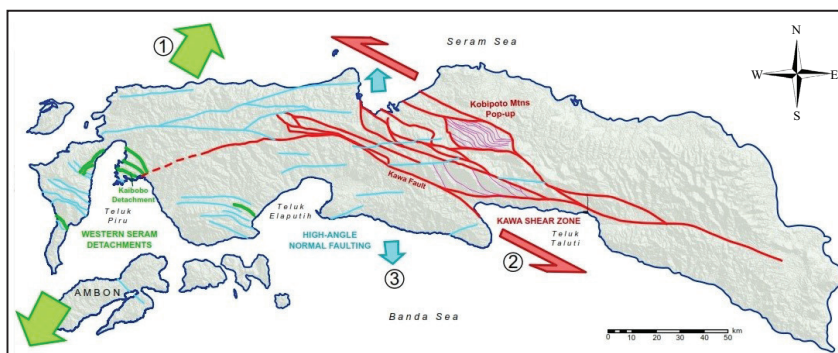 ①
Seram Sea
N
W E
S
Kobipoto Mtns
Pop-up
Kaibobo
Detachment
Teluk
Piru
WESTERN SERAM
DETACHMENTS
Teluk
Elaputih
Kawa Fault
HIGH-ANGLE
NORMAL FAULTING
KAWA SHEAR ZONE
Teluk
Taluti
②
③
AMBON
Banda Sea
0 10 20 30 40 50
km